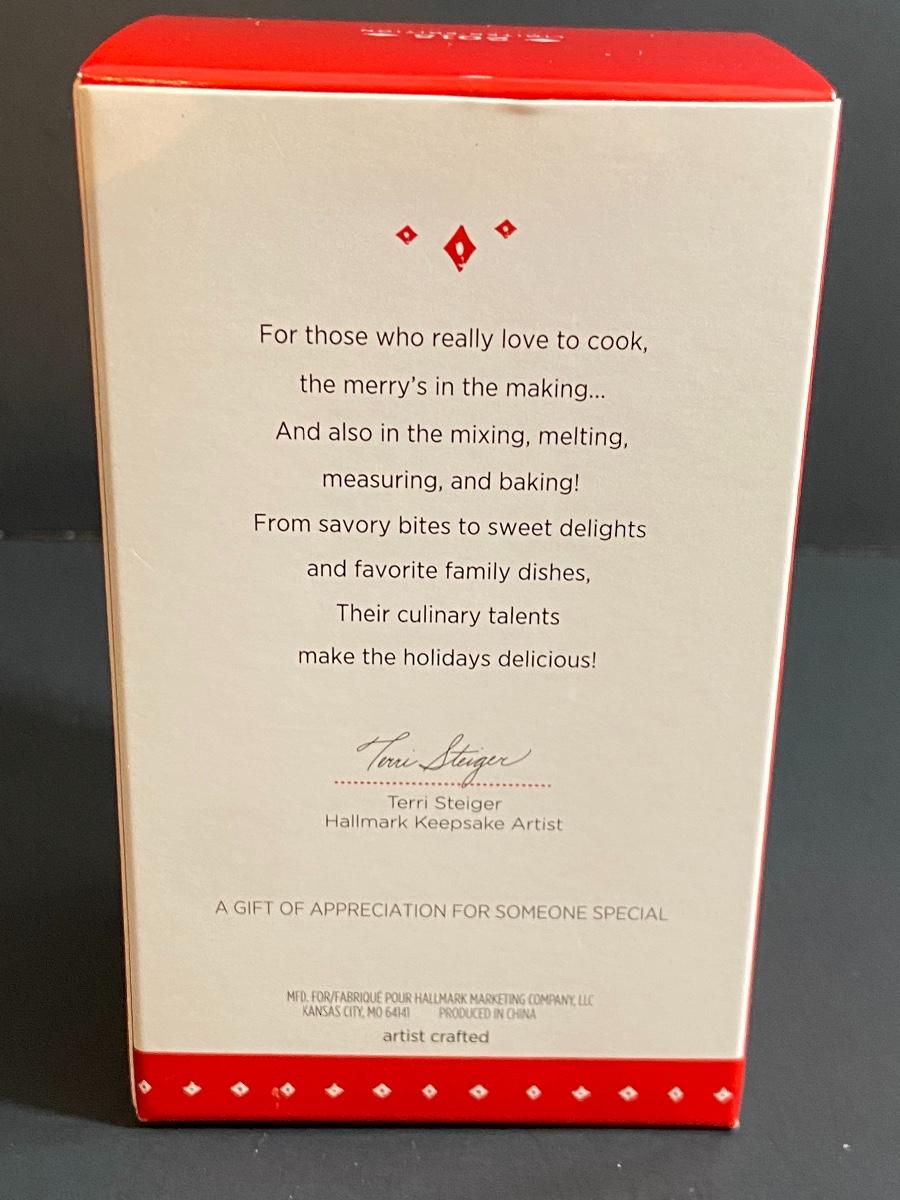 For those who really love to cook,
the merry's in the making...
And also in the mixing, melting,
measuring, and baking!
From savory bites to sweet delights
and favorite family dishes,
Their culinary talents
make the holidays delicious!
Terri Steiger
Terri Steiger
Hallmark Keepsake Artist
A GIFT OF APPRECIATION FOR SOMEONE SPECIAL
MFD. FOR/FABRIQUÉ POUR HALLMARK MARKETING COMPANY, LLC
KANSAS CITY, MO 64141 PRODUCED IN CHINA
artist crafted